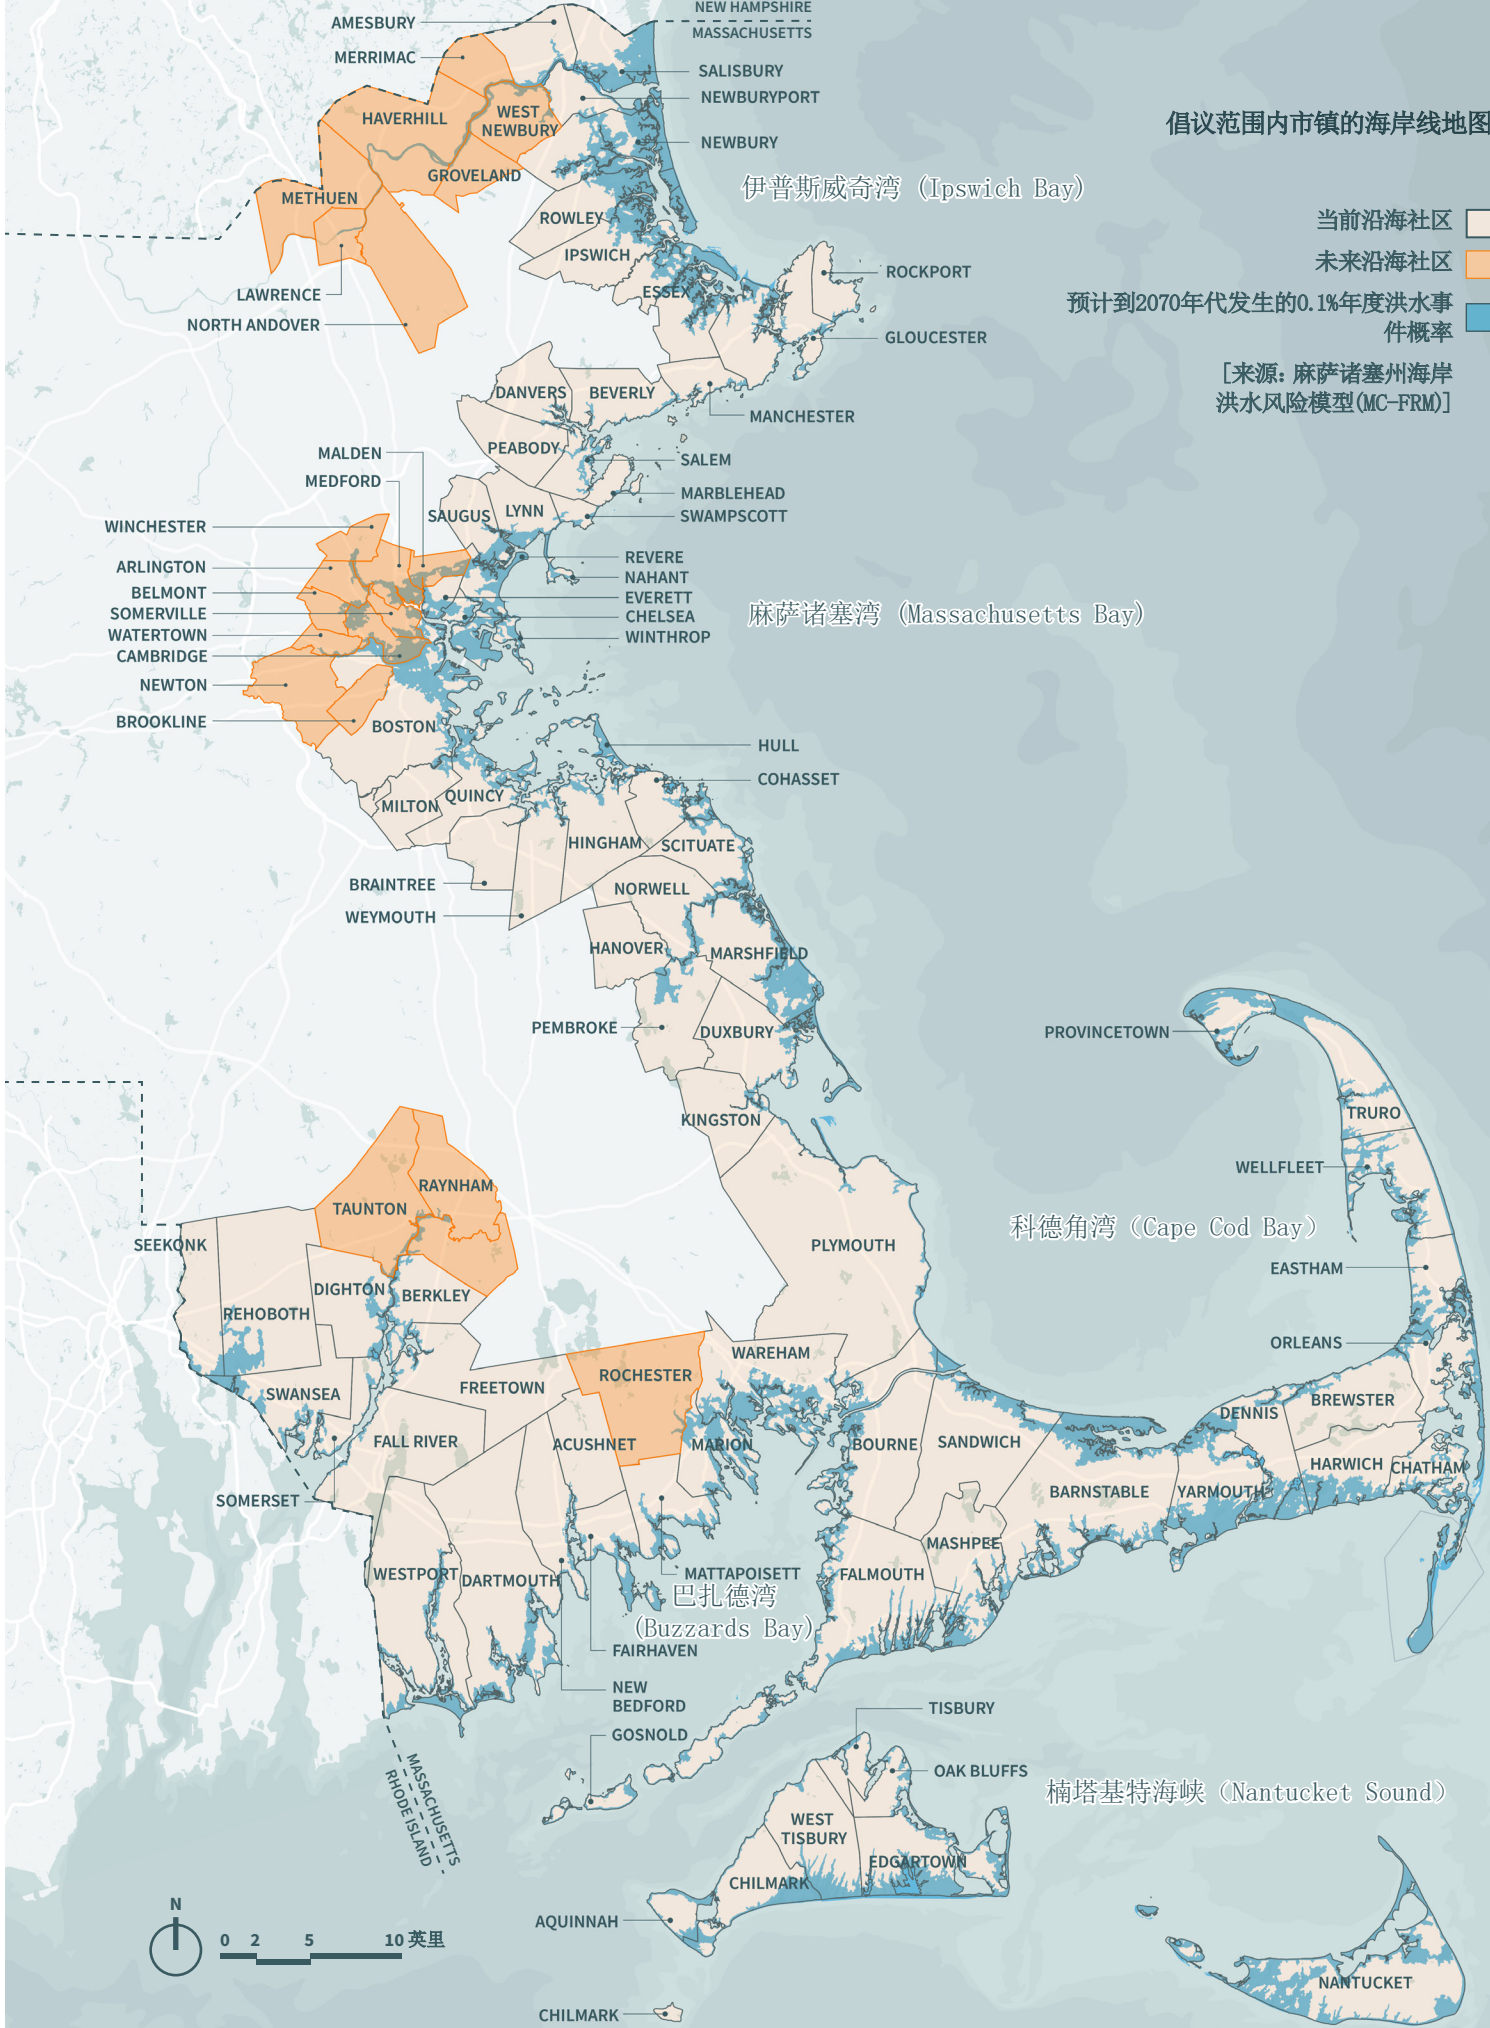 NEW HAMPSHIRE
MASSACHUSETTS
AMESBURY
MERRIMAC
SALISBURY
NEWBURYPORT
HAVERHILL
WEST
NEWBURY
NEWBURY
倡议范围内市镇的海岸线地图
GROVELAND
伊普斯威奇湾 (Ipswich Bay)
METHUEN
ROWLEY
当前沿海社区
IPSWICH
未来沿海社区
ROCKPORT
LAWRENCE
ESSEX
预计到2070年代发生的0.1%年度洪水事
件概率
NORTH ANDOVER
GLOUCESTER
[来源: 麻萨诸塞州海岸
洪水风险模型(MC-FRM)]
DANVERS
BEVERLY
MANCHESTER
PEABODY
MALDEN
SALEM
MEDFORD
MARBLEHEAD
SAUGUS
LYNN
SWAMPSCOTT
WINCHESTER
REVERE
ARLINGTON
NAHANT
BELMONT
EVERETT
SOMERVILLE
CHELSEA
麻萨诸塞湾 (Massachusetts Bay)
WATERTOWN
WINTHROP
CAMBRIDGE
NEWTON
BROOKLINE
BOSTON
HULL
COHASSET
MILTON
QUINCY
HINGHAM
SCITUATE
BRAINTREE
NORWELL
WEYMOUTH
HANOVER
MARSHFIELD
PEMBROKE
DUXBURY
PROVINCETOWN
KINGSTON
TRURO
WELLFLEET
RAYNHAM
TAUNTON
科德角湾 (Cape Cod Bay)
SEEKONK
PLYMOUTH
EASTHAM
DIGHTON
BERKLEY
REHOBOTH
ORLEANS
WAREHAM
ROCHESTER
FREETOWN
SWANSEA
BREWSTER
DENNIS
FALL RIVER
ACUSHNET
MARION
BOURNE
SANDWICH
HARWICH
CHATHAM
BARNSTABLE
YARMOUTH
SOMERSET
MASHPEE
WESTPORT
DARTMOUTH
MATTAPOISETT
FALMOUTH
巴扎德湾
(Buzzards Bay)
FAIRHAVEN
NEW
BEDFORD
TISBURY
GOSNOLD
OAK BLUFFS
楠塔基特海峡 (Nantucket Sound)
MASSACHUSETTS
RHODE ISLAND
WEST
TISBURY
EDGARTOWN
CHILMARK
N
AQUINNAH
0 2 5 10 英里
NANTUCKET
CHILMARK